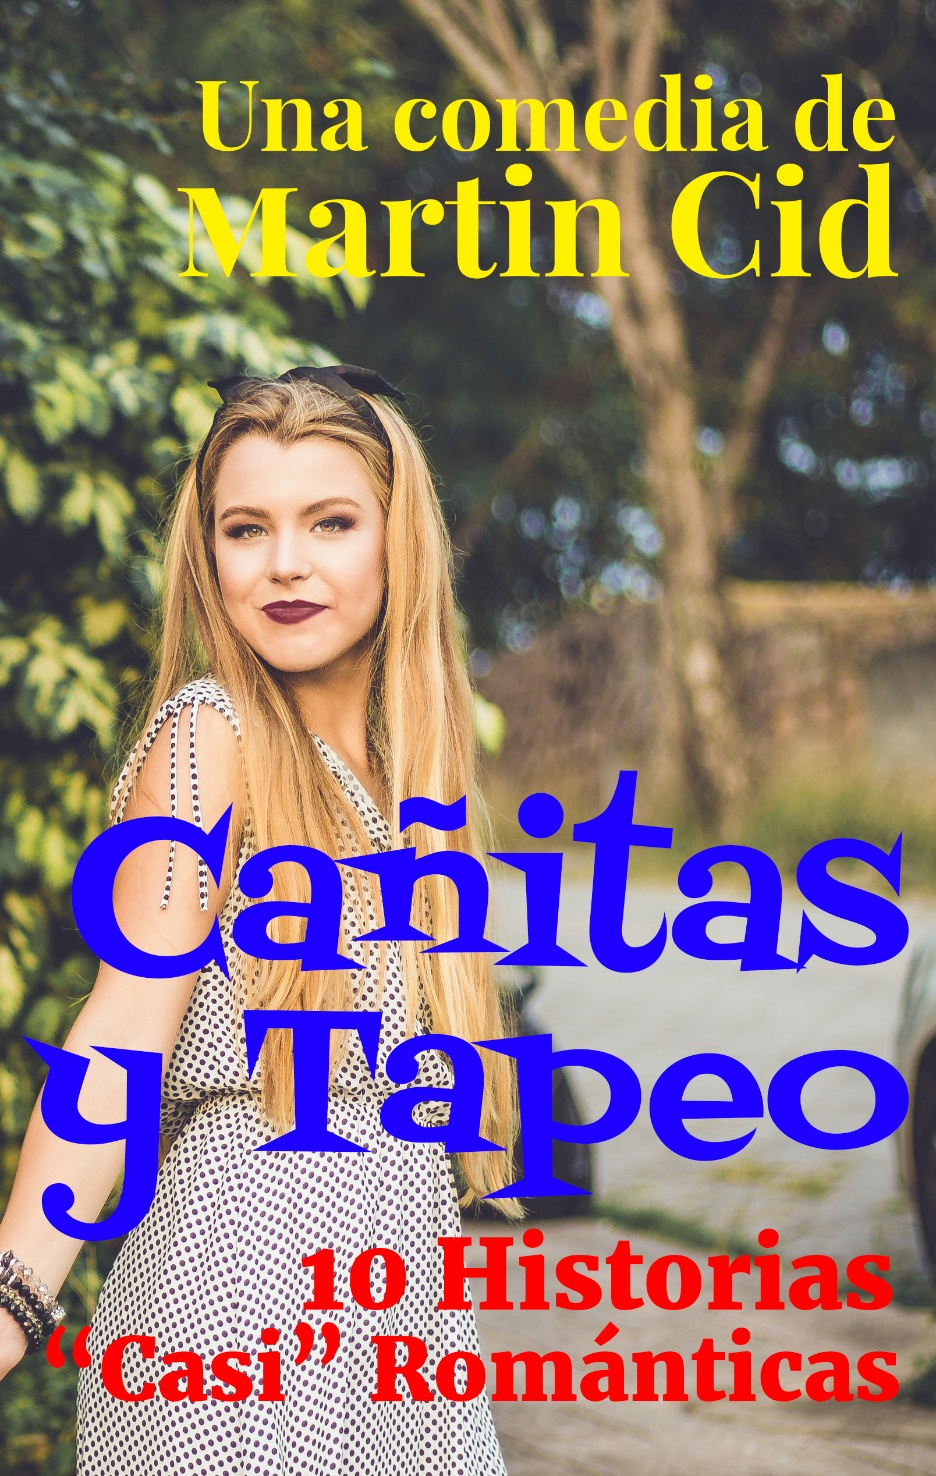 Una comedia de
Martin Cid
Cañitas
y Tapeo
10 Historias
“Casi” Románticas